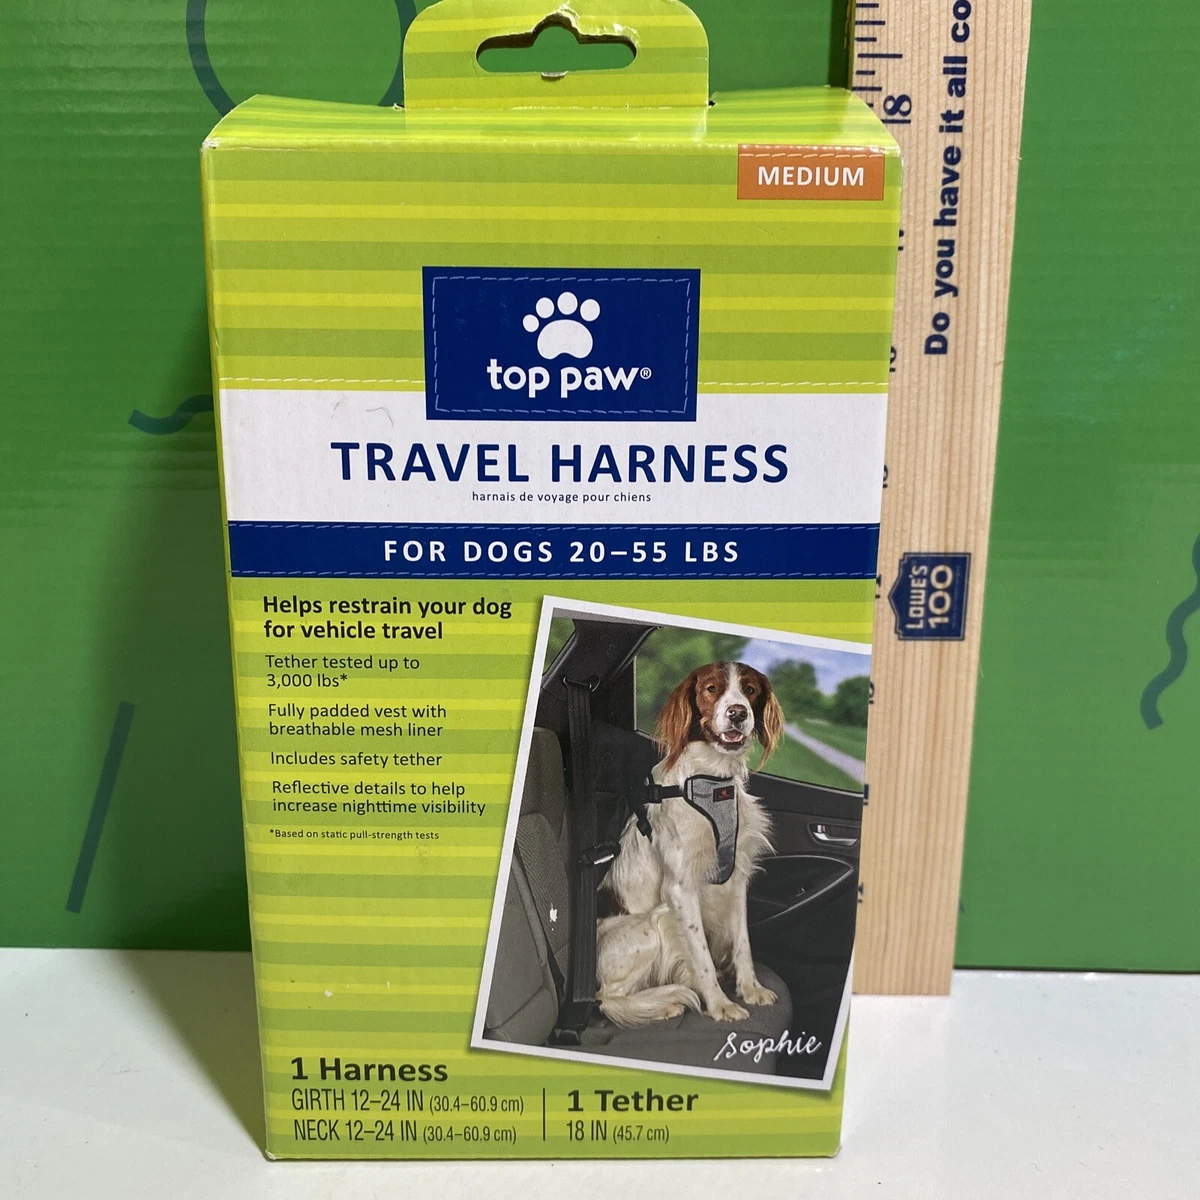 MEDIUM
top paw®
TRAVEL HARNESS
harnais de voyage pour chiens
FOR DOGS 20–55 LBS
Helps restrain your dog
for vehicle travel
Tether tested up to
3,000 lbs*
Fully padded vest with
breathable mesh liner
Includes safety tether
Reflective details to help
increase nighttime visibility
*Based on static pull-strength tests
Sophie
1 Harness
GIRTH 12–24 IN (30.4–60.9 cm)
NECK 12–24 IN (30.4–60.9 cm)
1 Tether
18 IN (45.7 cm)
18
Do you have it all co
LOWE'S
100